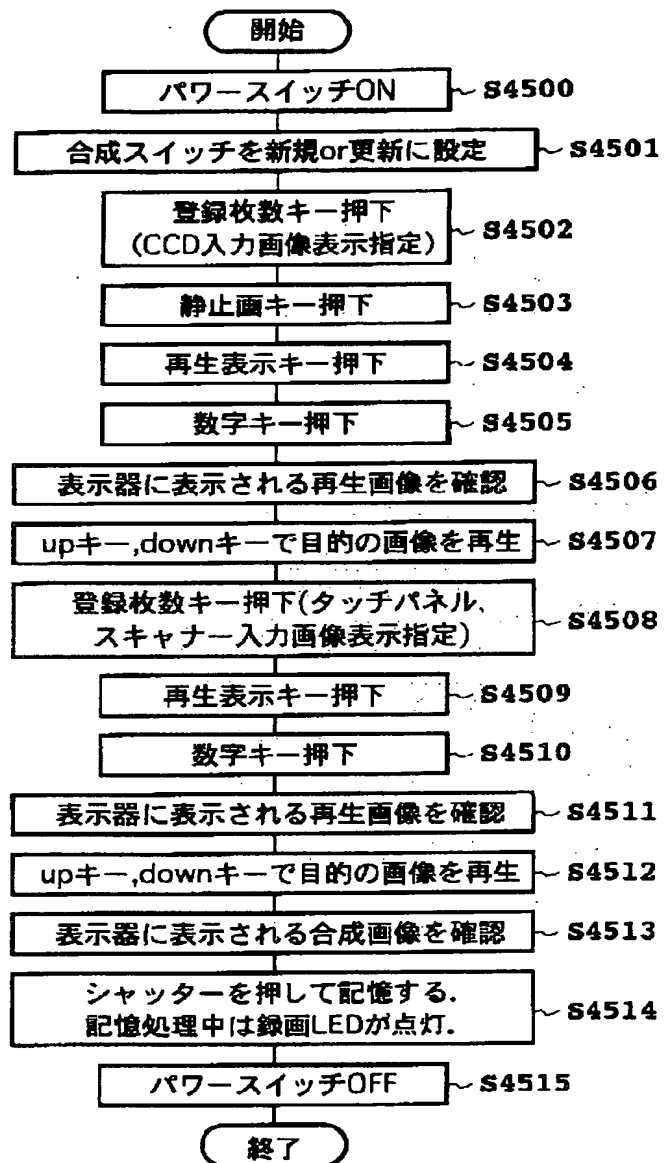 開始
パワースイッチON S4500
合成スイッチを新規or更新に設定 S4501
登録枚数キー押下
(CCD入力画像表示指定) S4502
静止画キー押下 S4503
再生表示キー押下 S4504
数字キー押下 S4505
表示器に表示される再生画像を確認 S4506
upキー,downキーで目的の画像を再生 S4507
登録枚数キー押下(タッチパネル、
スキャナー入力画像表示指定) S4508
再生表示キー押下 S4509
数字キー押下 S4510
表示器に表示される再生画像を確認 S4511
upキー,downキーで目的の画像を再生 S4512
表示器に表示される合成画像を確認 S4513
シャッターを押して記憶する.
記憶処理中は録画LEDが点灯. S4514
パワースイッチOFF S4515
終了